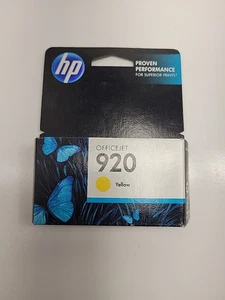 hp
PROVEN
PERFORMANCE
FOR SUPERIOR PRINTS
OFFICEJET
920
Yellow